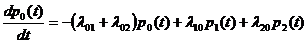 dp₀(t)/dt = −(λ₀₁ + λ₀₂)p₀(t) + λ₁₀p₁(t) + λ₂₀p₂(t)